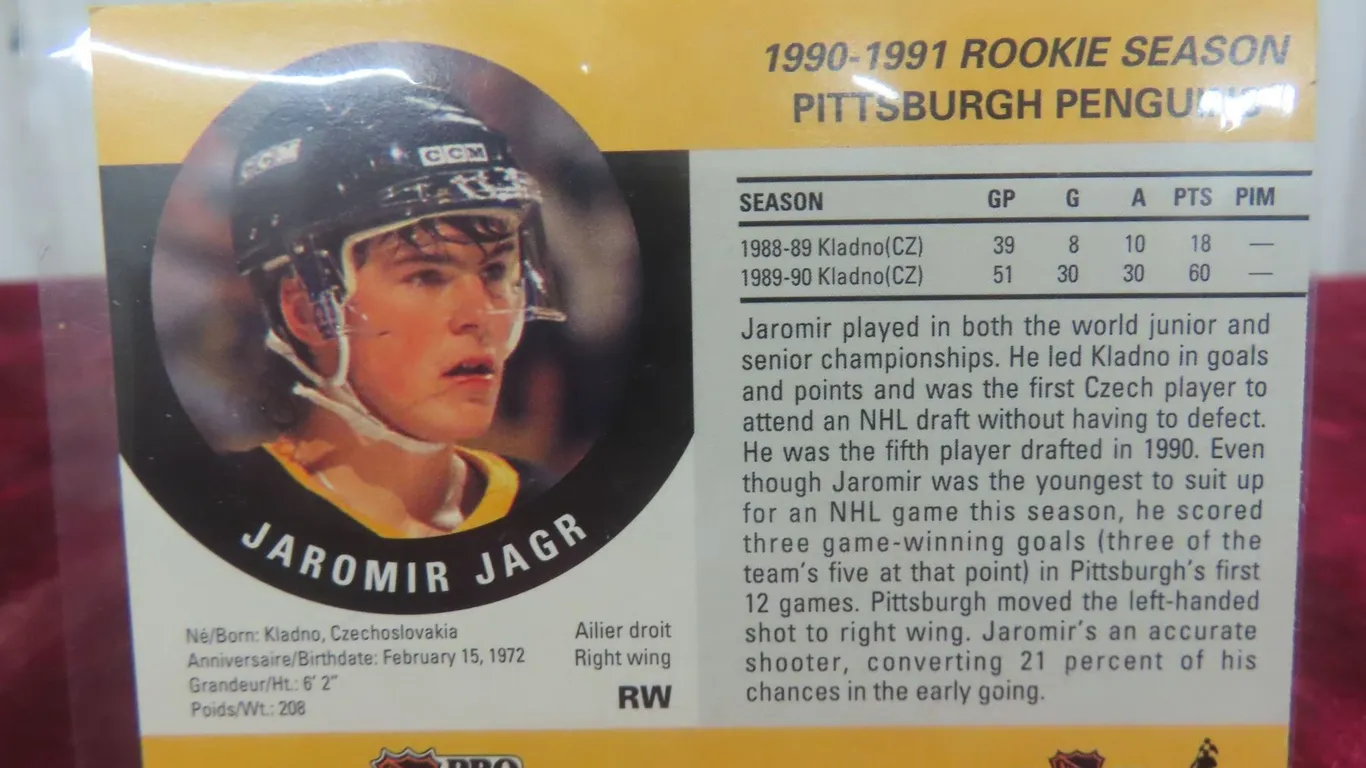 1990-1991 ROOKIE SEASON
PITTSBURGH PENGUINS
CCM
CCM
SEASON GP G A PTS PIM
1988-89 Kladno(CZ) 39 8 10 18 —
1989-90 Kladno(CZ) 51 30 30 60 —
Jaromir played in both the world junior and
senior championships. He led Kladno in goals
and points and was the first Czech player to
attend an NHL draft without having to defect.
He was the fifth player drafted in 1990. Even
though Jaromir was the youngest to suit up
for an NHL game this season, he scored
three game-winning goals (three of the
team's five at that point) in Pittsburgh's first
12 games. Pittsburgh moved the left-handed
shot to right wing. Jaromir's an accurate
shooter, converting 21 percent of his
chances in the early going.
JAROMIR JAGR
Né/Born: Kladno, Czechoslovakia
Anniversaire/Birthdate: February 15, 1972
Grandeur/Ht.: 6' 2"
Poids/Wt.: 208
Ailier droit
Right wing
RW
PRO